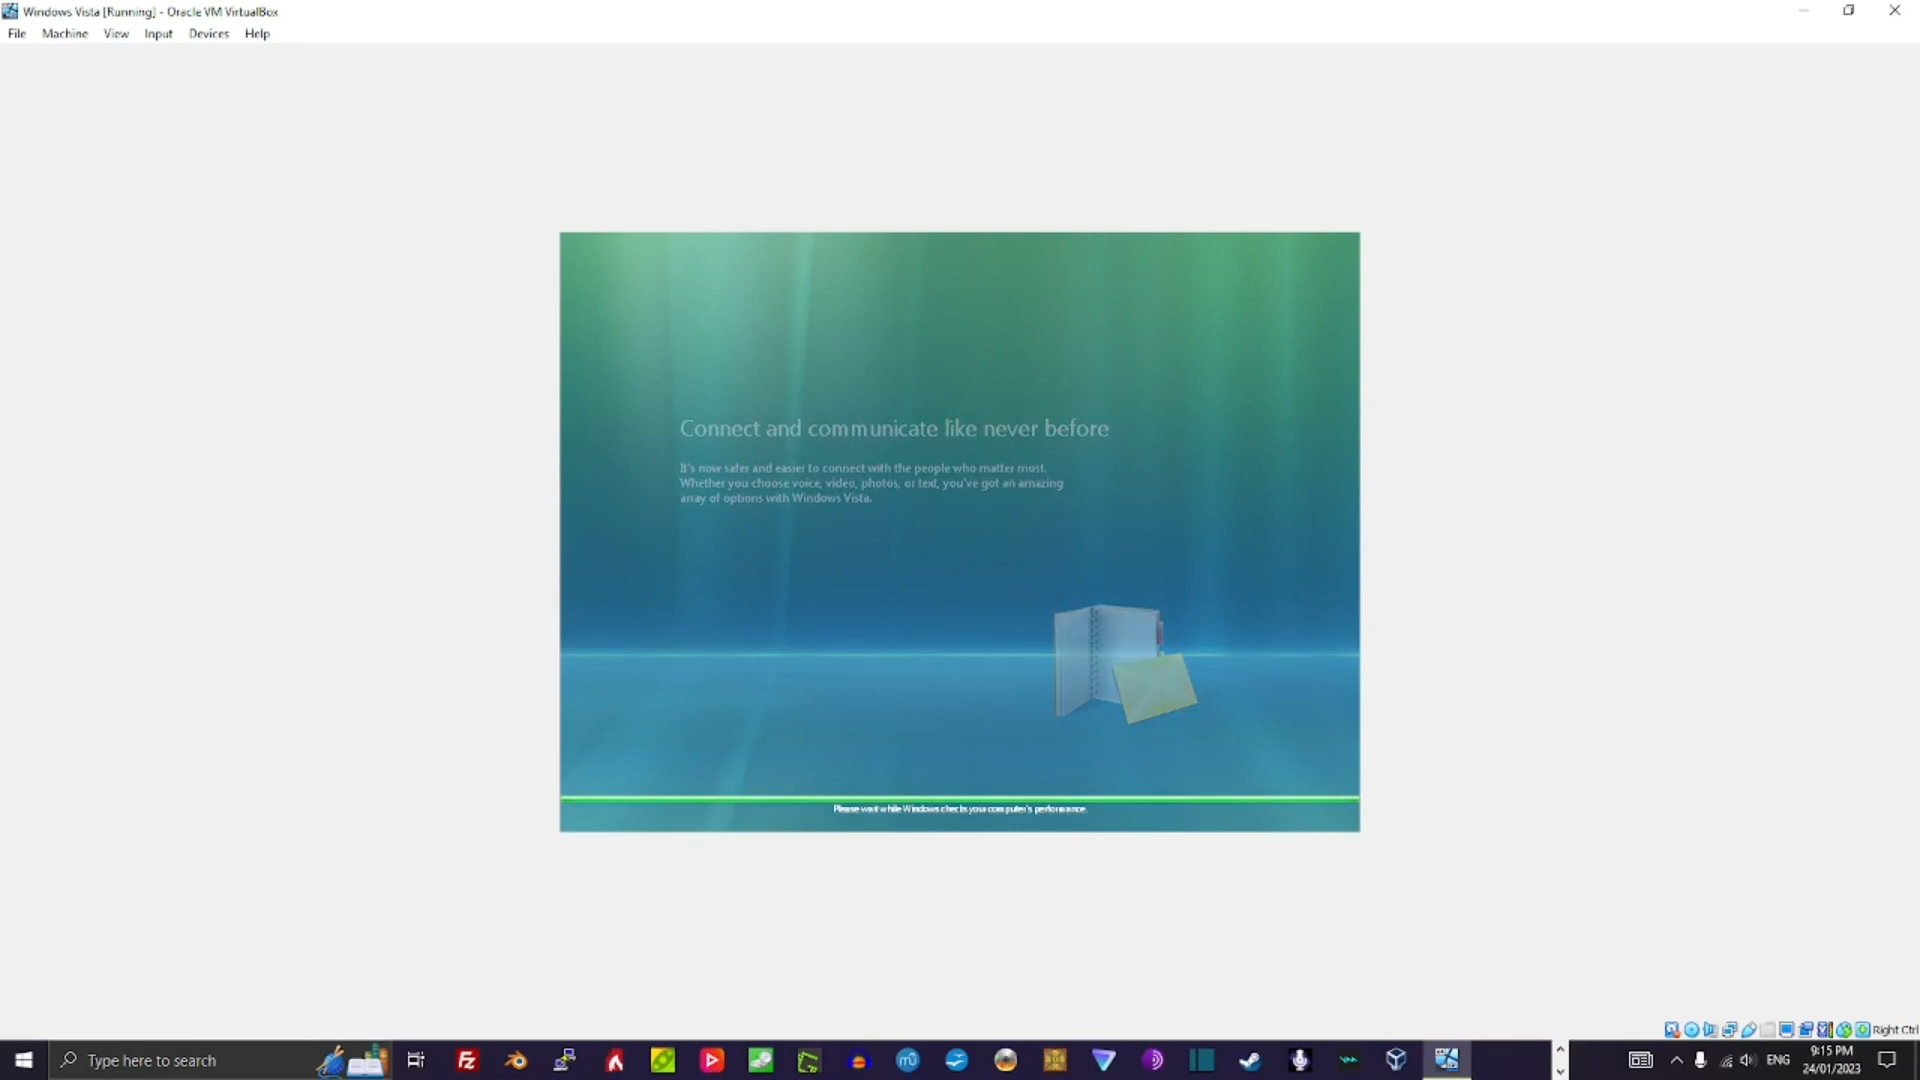 Windows Vista [Running] - Oracle VM VirtualBox
File Machine View Input Devices Help
Connect and communicate like never before
It's now safer and easier to connect with the people who matter most.
Whether you choose voice, video, photos, or text, you've got an amazing
array of options with Windows Vista.
Please wait while Windows checks your computer's performance.
Right Ctrl
Type here to search
ENG
9:15 PM
24/01/2023